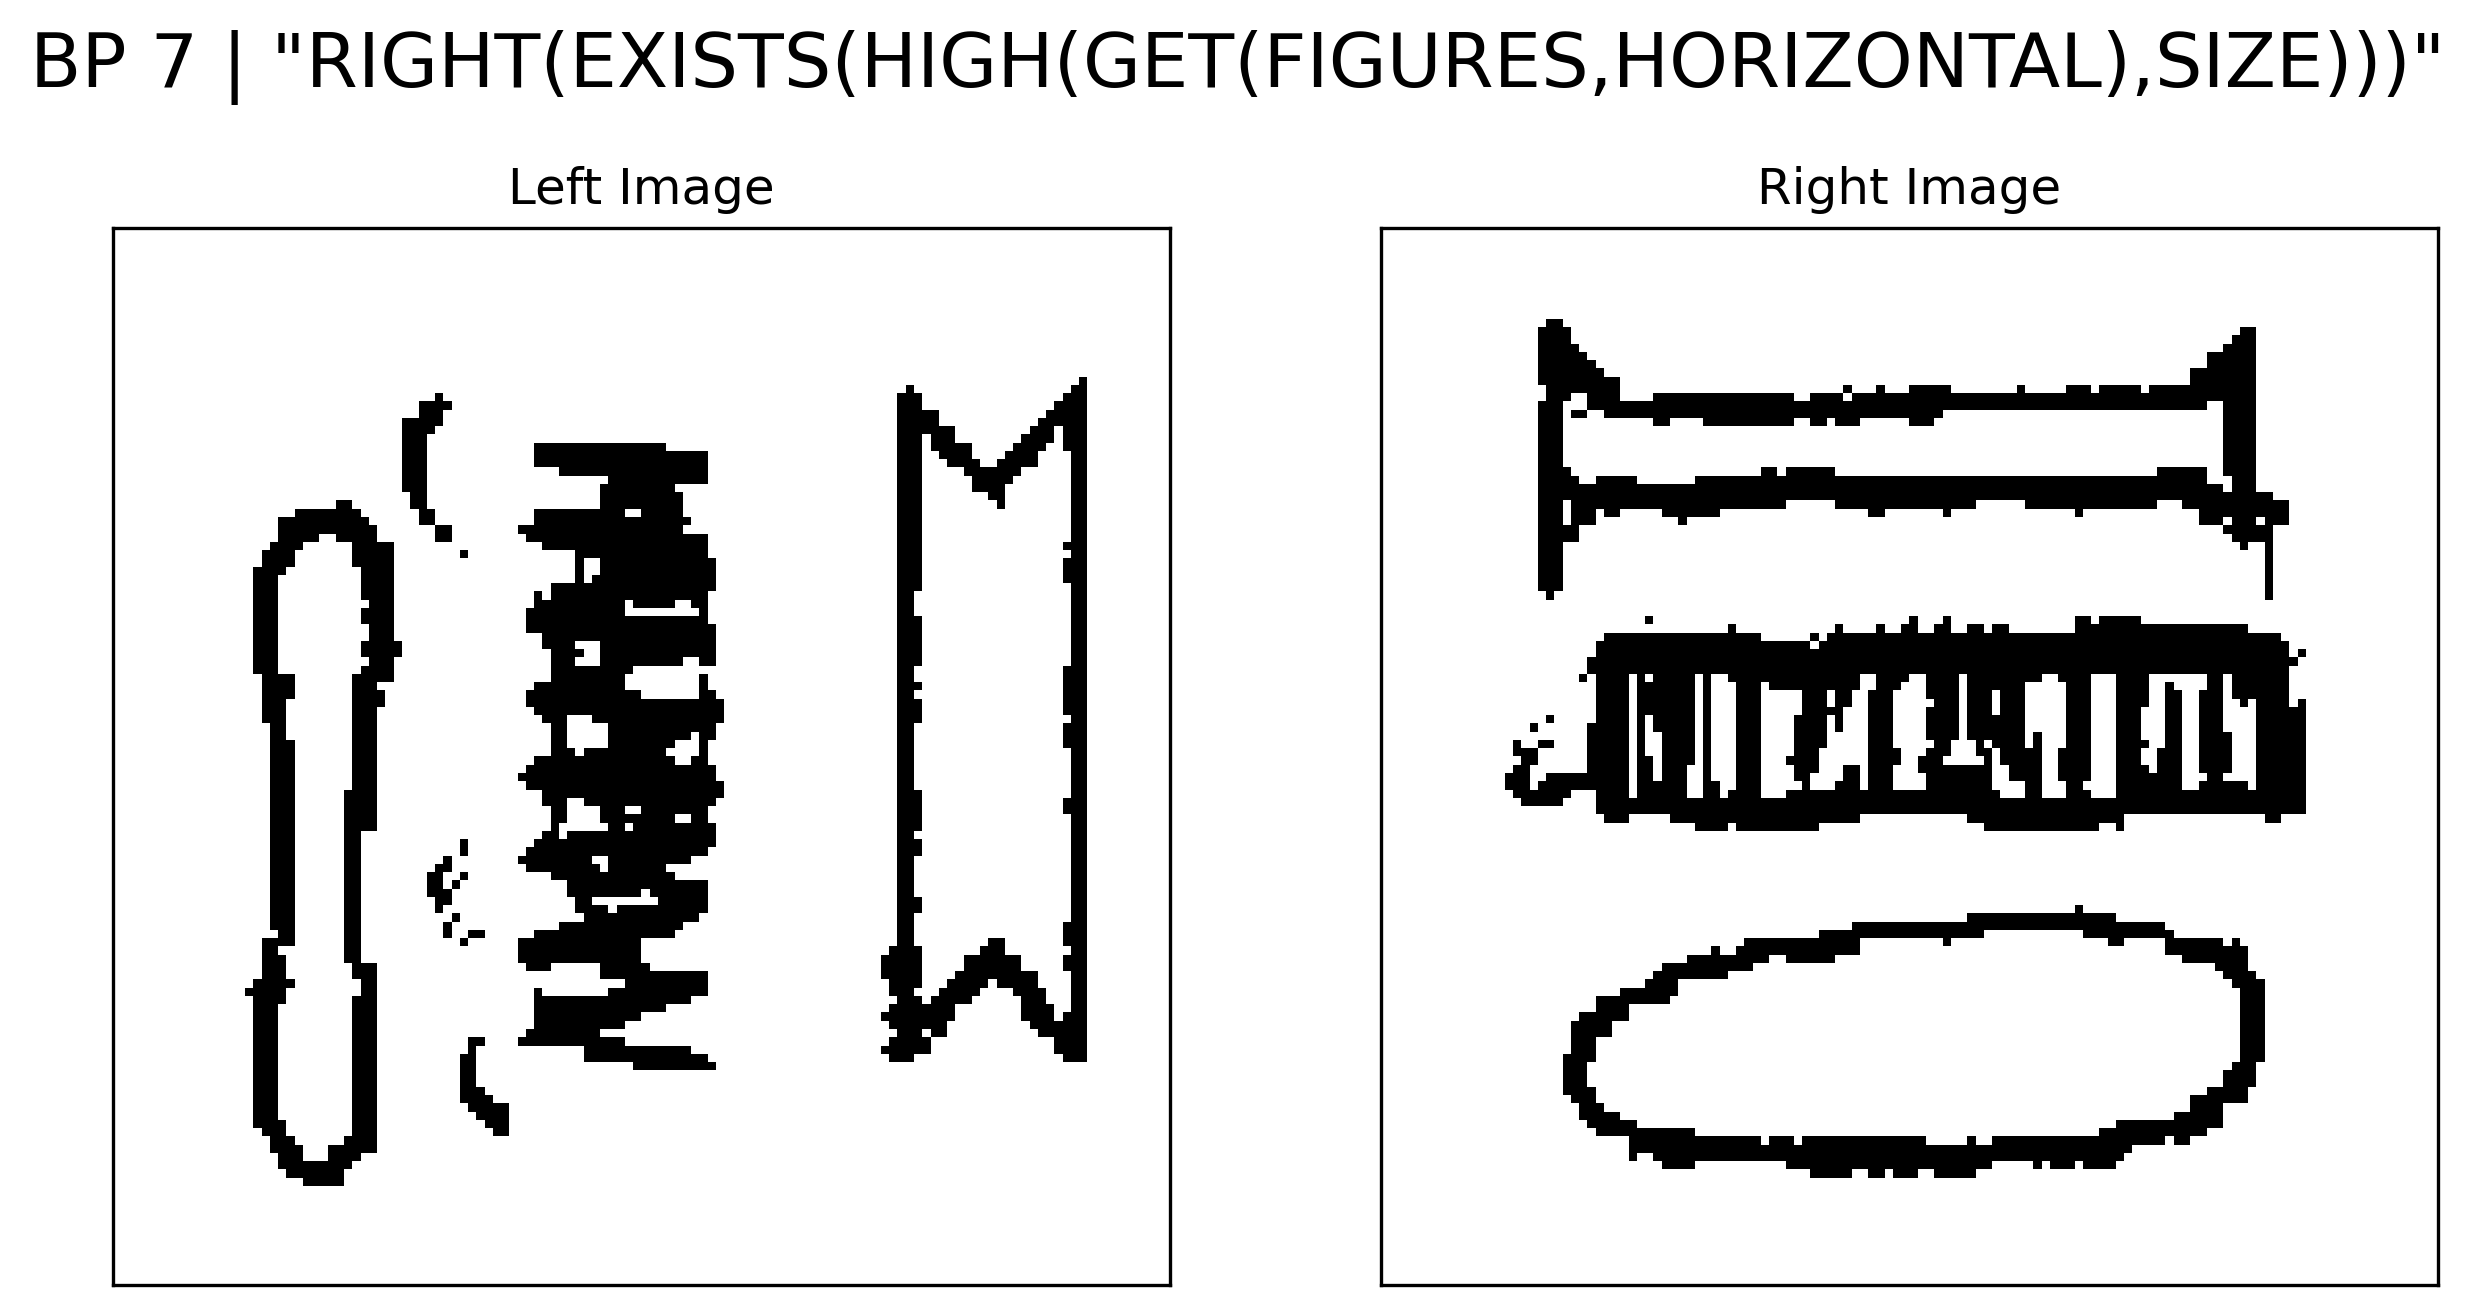 BP 7 | "RIGHT(EXISTS(HIGH(GET(FIGURES,HORIZONTAL),SIZE)))"
Left Image
Right Image